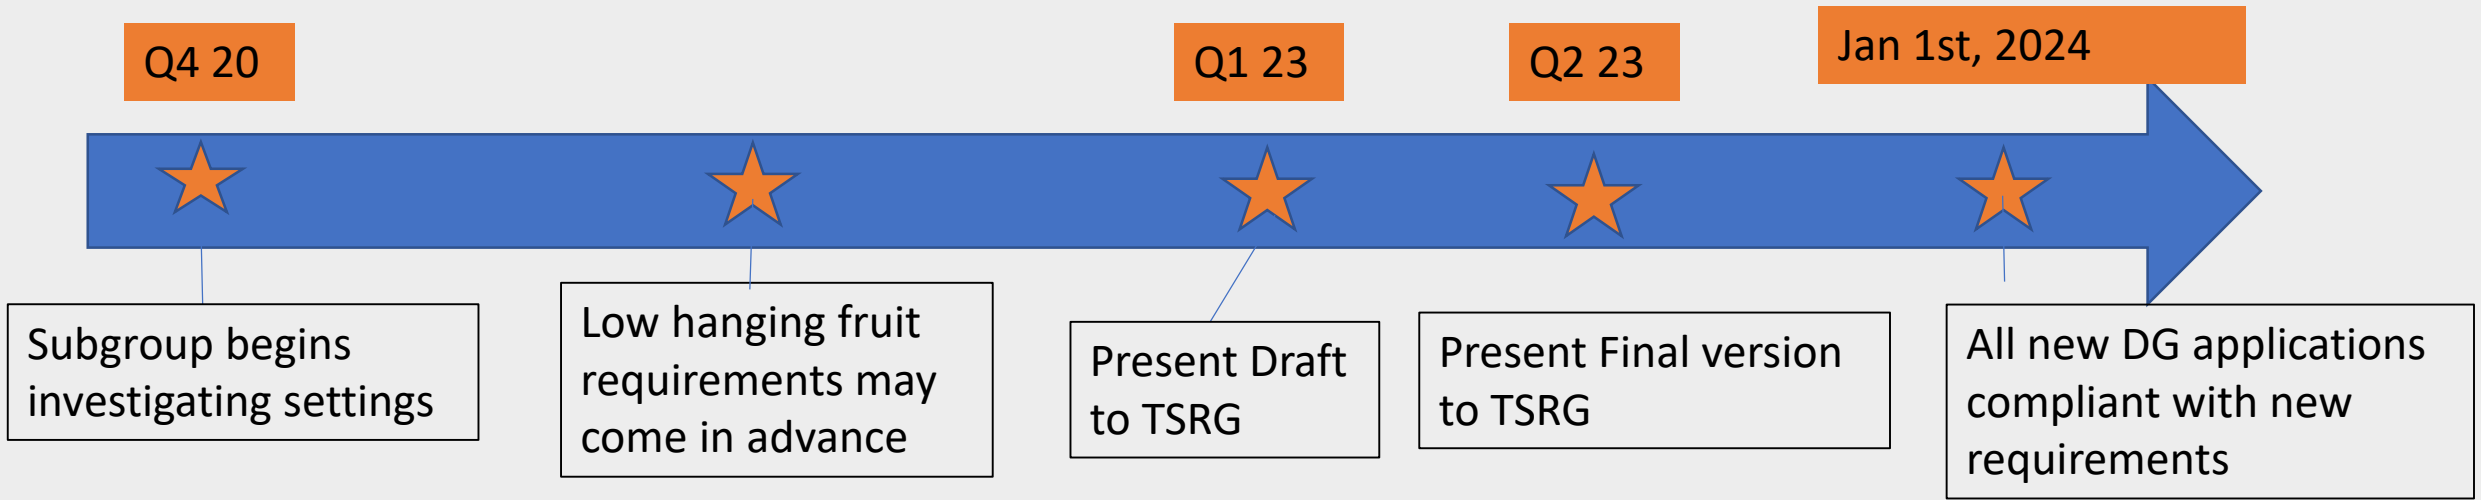 Q4 20
Q1 23
Q2 23
Jan 1st, 2024
Subgroup begins
investigating settings
Low hanging fruit
requirements may
come in advance
Present Draft
to TSRG
Present Final version
to TSRG
All new DG applications
compliant with new
requirements